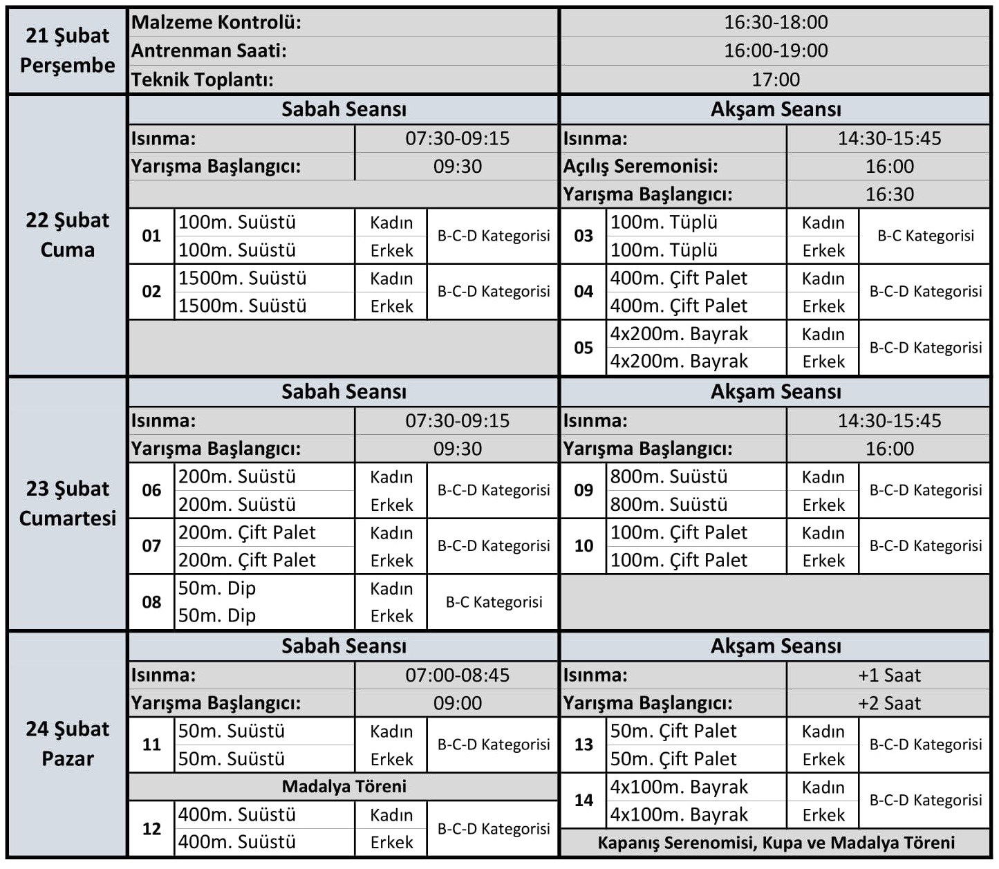 21 Şubat
Perşembe
Malzeme Kontrolü: 16:30-18:00
Antrenman Saati: 16:00-19:00
Teknik Toplantı: 17:00
22 Şubat
Cuma
Sabah Seansı
Isınma: 07:30-09:15
Yarışma Başlangıcı: 09:30
01
100m. Suüstü Kadın
100m. Suüstü Erkek
B-C-D Kategorisi
02
1500m. Suüstü Kadın
1500m. Suüstü Erkek
B-C-D Kategorisi
Akşam Seansı
Isınma: 14:30-15:45
Açılış Seremonisi: 16:00
Yarışma Başlangıcı: 16:30
03
100m. Tüplü Kadın
100m. Tüplü Erkek
B-C Kategorisi
04
400m. Çift Palet Kadın
400m. Çift Palet Erkek
B-C-D Kategorisi
05
4x200m. Bayrak Kadın
4x200m. Bayrak Erkek
B-C-D Kategorisi
23 Şubat
Cumartesi
Sabah Seansı
Isınma: 07:30-09:15
Yarışma Başlangıcı: 09:30
06
200m. Suüstü Kadın
200m. Suüstü Erkek
B-C-D Kategorisi
07
200m. Çift Palet Kadın
200m. Çift Palet Erkek
B-C-D Kategorisi
08
50m. Dip Kadın
50m. Dip Erkek
B-C Kategorisi
Akşam Seansı
Isınma: 14:30-15:45
Yarışma Başlangıcı: 16:00
09
800m. Suüstü Kadın
800m. Suüstü Erkek
B-C-D Kategorisi
10
100m. Çift Palet Kadın
100m. Çift Palet Erkek
B-C-D Kategorisi
24 Şubat
Pazar
Sabah Seansı
Isınma: 07:00-08:45
Yarışma Başlangıcı: 09:00
11
50m. Suüstü Kadın
50m. Suüstü Erkek
B-C-D Kategorisi
Madalya Töreni
12
400m. Suüstü Kadın
400m. Suüstü Erkek
B-C-D Kategorisi
Akşam Seansı
Isınma: +1 Saat
Yarışma Başlangıcı: +2 Saat
13
50m. Çift Palet Kadın
50m. Çift Palet Erkek
B-C-D Kategorisi
14
4x100m. Bayrak Kadın
4x100m. Bayrak Erkek
B-C-D Kategorisi
Kapanış Serenomisi, Kupa ve Madalya Töreni